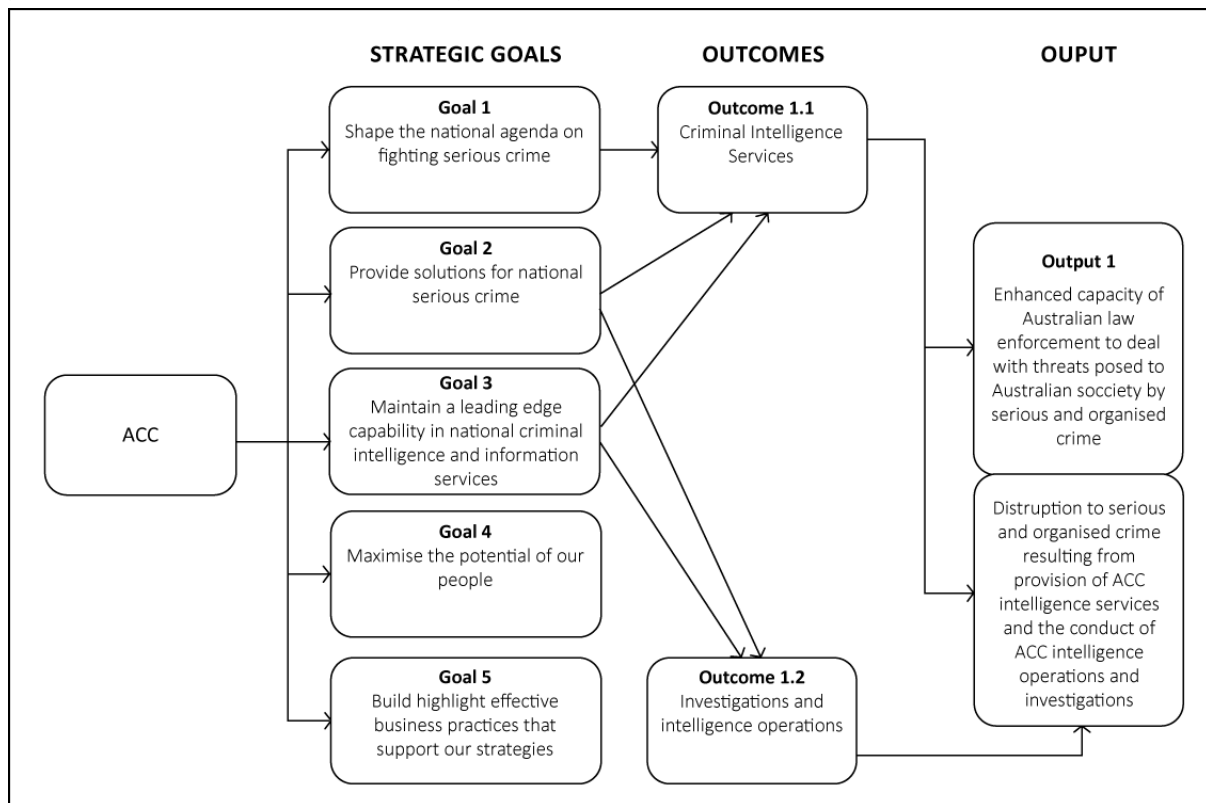 STRATEGIC GOALS
OUTCOMES
OUPUT
ACC
Goal 1
Shape the national agenda on
fighting serious crime
Goal 2
Provide solutions for national
serious crime
Goal 3
Maintain a leading edge
capability in national criminal
intelligence and information
services
Goal 4
Maximise the potential of our
people
Goal 5
Build highlight effective
business practices that
support our strategies
Outcome 1.1
Criminal Intelligence
Services
Outcome 1.2
Investigations and
intelligence operations
Output 1
Enhanced capacity of
Australian law
enforcement to deal
with threats posed to
Australian socciety by
serious and organised
crime
Distruption to serious
and organised crime
resulting from
provision of ACC
intelligence services
and the conduct of
ACC intelligence
operations and
investigations